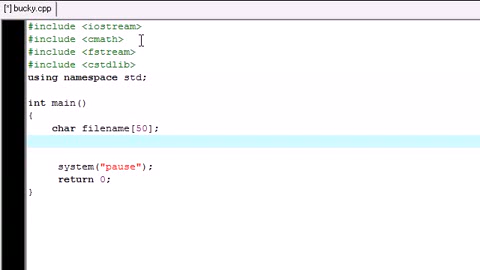 [*] bucky.cpp
#include <iostream>
#include <cmath>
#include <fstream>
#include <cstdlib>
using namespace std;
int main()
{
char filename[50];
system("pause");
return 0;
}